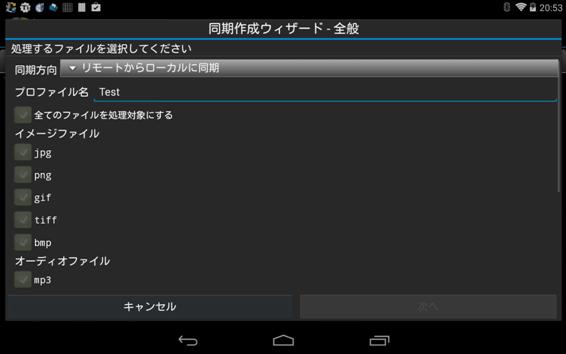 20:53
同期作成ウィザード - 全般
処理するファイルを選択してください
同期方向 リモートからローカルに同期
プロファイル名 Test
全てのファイルを処理対象にする
イメージファイル
jpg
png
gif
tiff
bmp
オーディオファイル
mp3
キャンセル 次へ